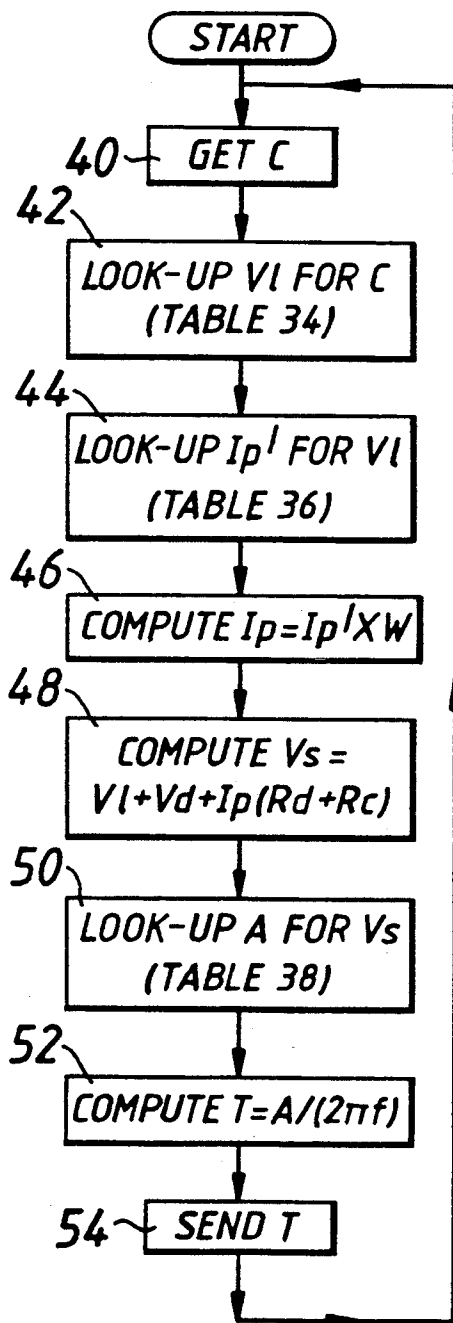 START
40
GET C
42
LOOK-UP Vl FOR C
(TABLE 34)
44
LOOK-UP Ip' FOR Vl
(TABLE 36)
46
COMPUTE Ip=Ip'XW
48
COMPUTE Vs =
Vl+Vd+Ip(Rd+Rc)
50
LOOK-UP A FOR Vs
(TABLE 38)
52
COMPUTE T=A/(2πf)
54
SEND T